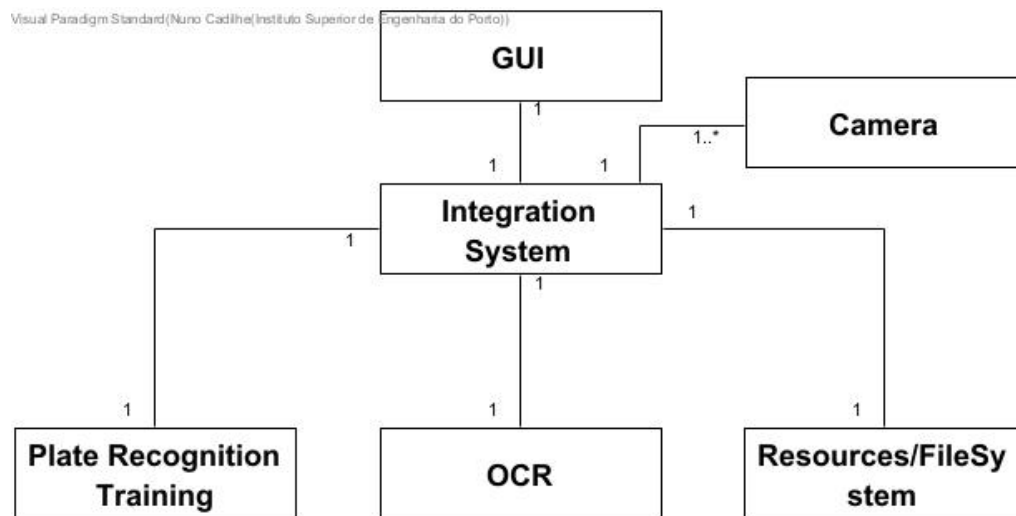 Visual Paradigm Standard(Nuno Cadilhe(Instituto Superior de Engenharia do Porto))
GUI
1
Camera
1..*
1
1
Integration
System
1
1
1
1
1
1
Plate Recognition
Training
OCR
Resources/FileSy
stem